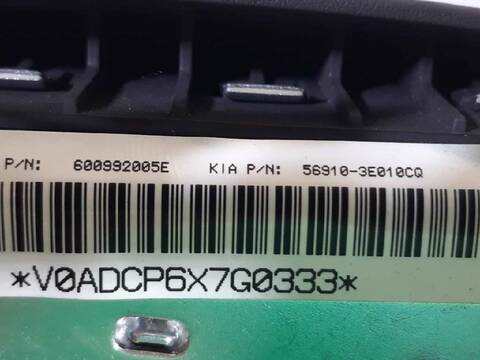 P/N: 600992005E KIA P/N: 56910-3E010CQ
*V0ADCP6X7G0333*